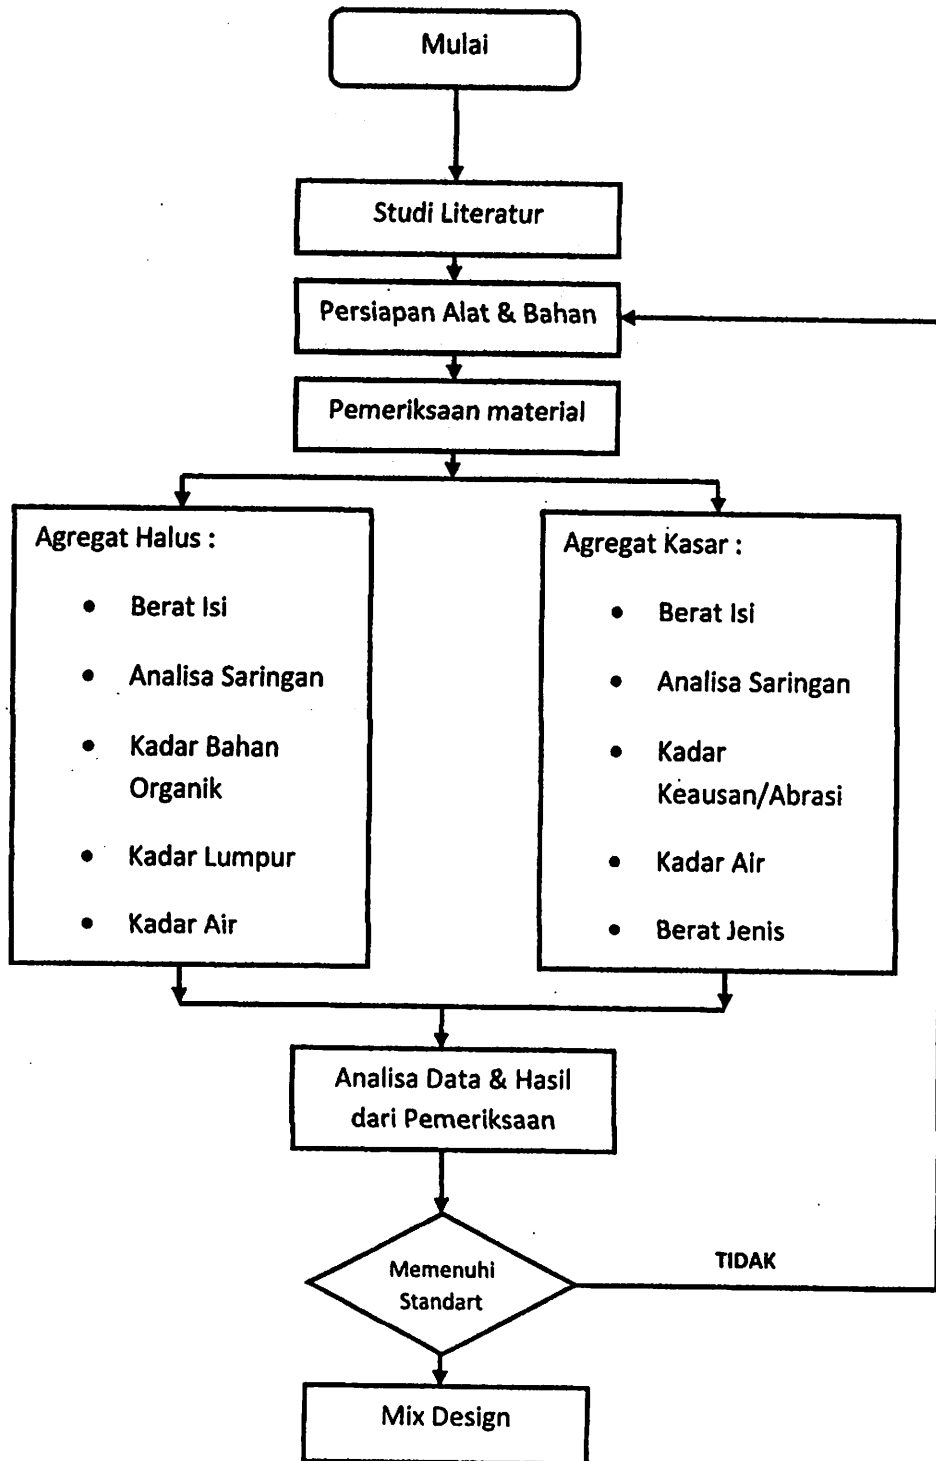 Mulai
Studi Literatur
Persiapan Alat & Bahan
Pemeriksaan material
Agregat Halus :
• Berat Isi
• Analisa Saringan
• Kadar Bahan
Organik
• Kadar Lumpur
• Kadar Air
Agregat Kasar :
• Berat Isi
• Analisa Saringan
• Kadar
Keausan/Abrasi
• Kadar Air
• Berat Jenis
Analisa Data & Hasil
dari Pemeriksaan
Memenuhi
Standart
TIDAK
Mix Design